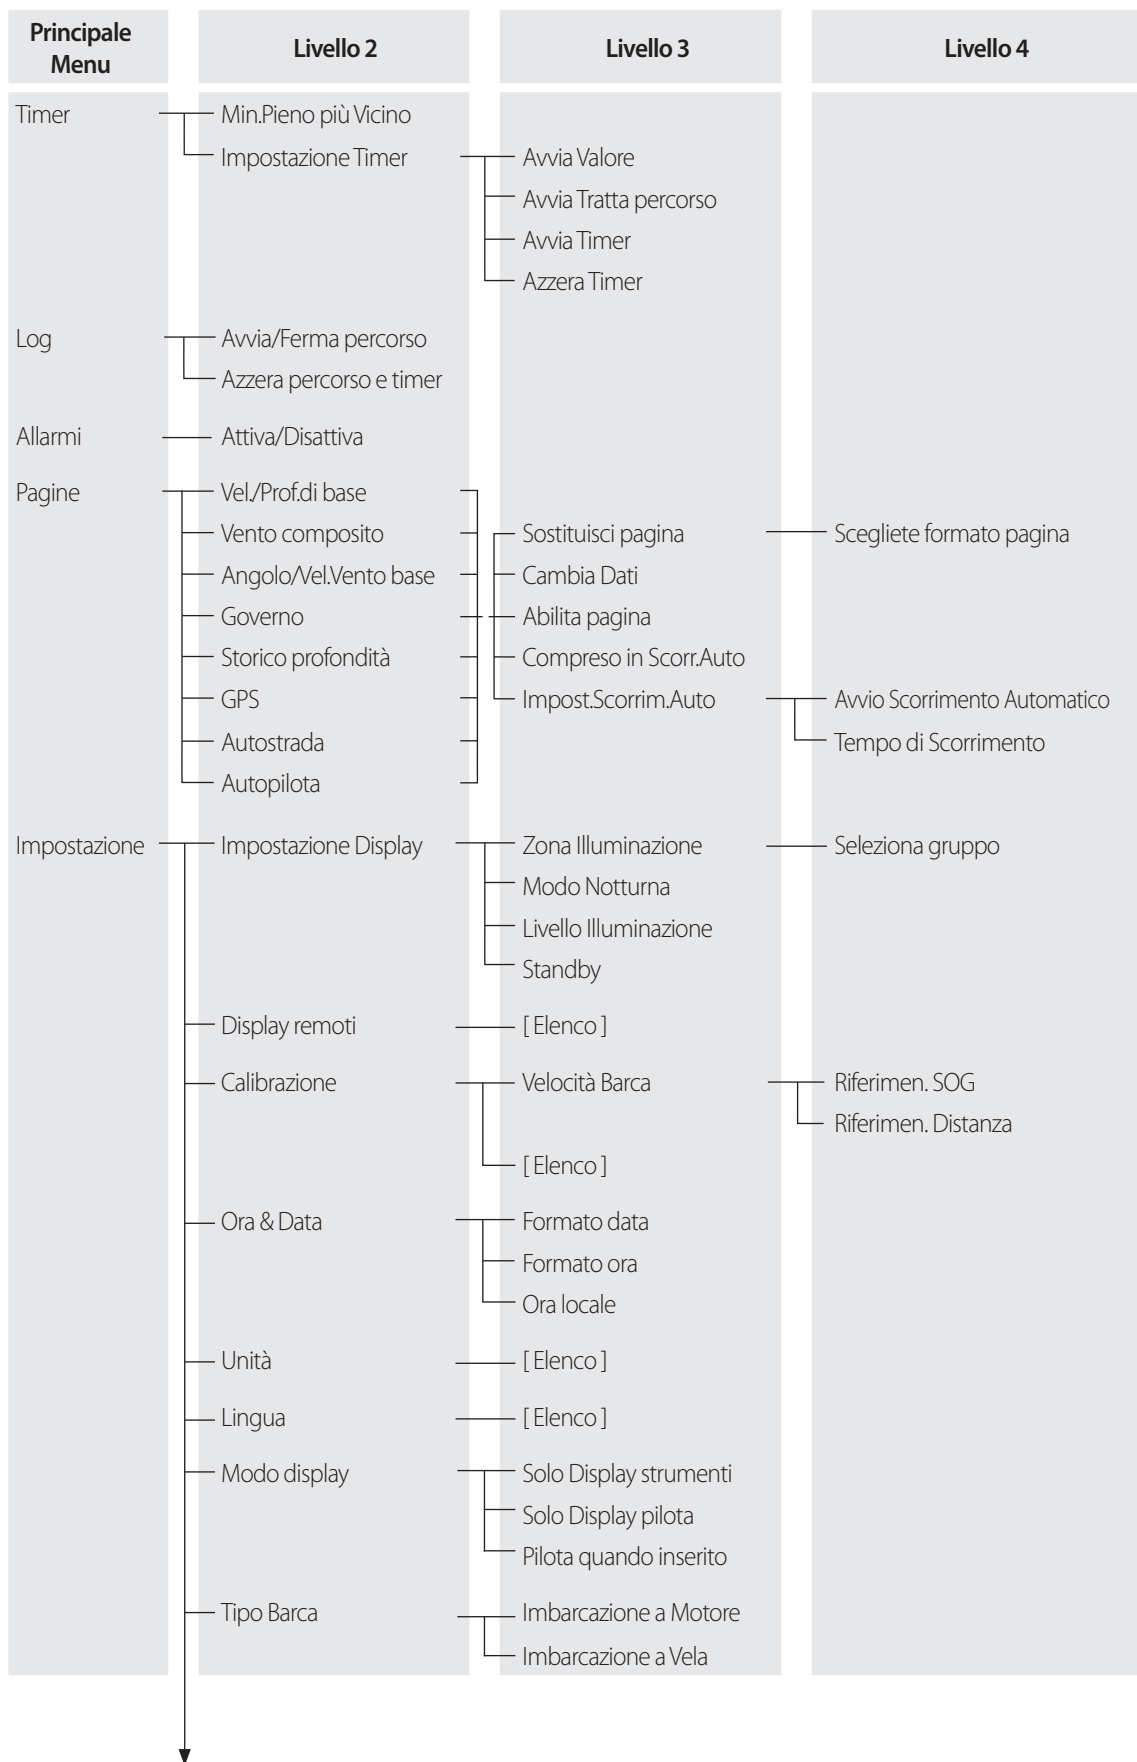 Principale
Menu
Livello 2
Livello 3
Livello 4
Timer
Min.Pieno più Vicino
Impostazione Timer
Avvia Valore
Avvia Tratta percorso
Avvia Timer
Azzera Timer
Log
Avvia/Ferma percorso
Azzera percorso e timer
Allarmi
Attiva/Disattiva
Pagine
Vel./Prof.di base
Vento composito
Sostituisci pagina
Scegliete formato pagina
Angolo/Vel.Vento base
Cambia Dati
Governo
Abilita pagina
Storico profondità
Compreso in Scorr.Auto
GPS
Impost.Scorrim.Auto
Avvio Scorrimento Automatico
Autostrada
Tempo di Scorrimento
Autopilota
Impostazione
Impostazione Display
Zona Illuminazione
Seleziona gruppo
Modo Notturna
Livello Illuminazione
Standby
Display remoti
[ Elenco ]
Calibrazione
Velocità Barca
Riferimen. SOG
Riferimen. Distanza
[ Elenco ]
Ora & Data
Formato data
Formato ora
Ora locale
Unità
[ Elenco ]
Lingua
[ Elenco ]
Modo display
Solo Display strumenti
Solo Display pilota
Pilota quando inserito
Tipo Barca
Imbarcazione a Motore
Imbarcazione a Vela